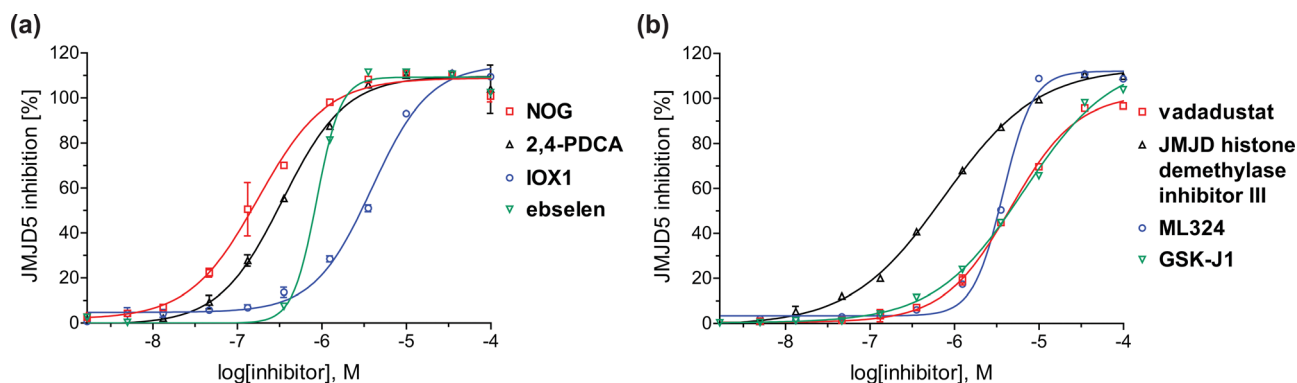 (a)
JMJD5 inhibition [%]
120
100
80
60
40
20
0
-8
-7
-6
-5
-4
log[inhibitor], M
NOG
2,4-PDCA
IOX1
ebselen
(b)
JMJD5 inhibition [%]
120
100
80
60
40
20
0
-8
-7
-6
-5
-4
log[inhibitor], M
vadadustat
JMJD histone
demethylase
inhibitor III
ML324
GSK-J1